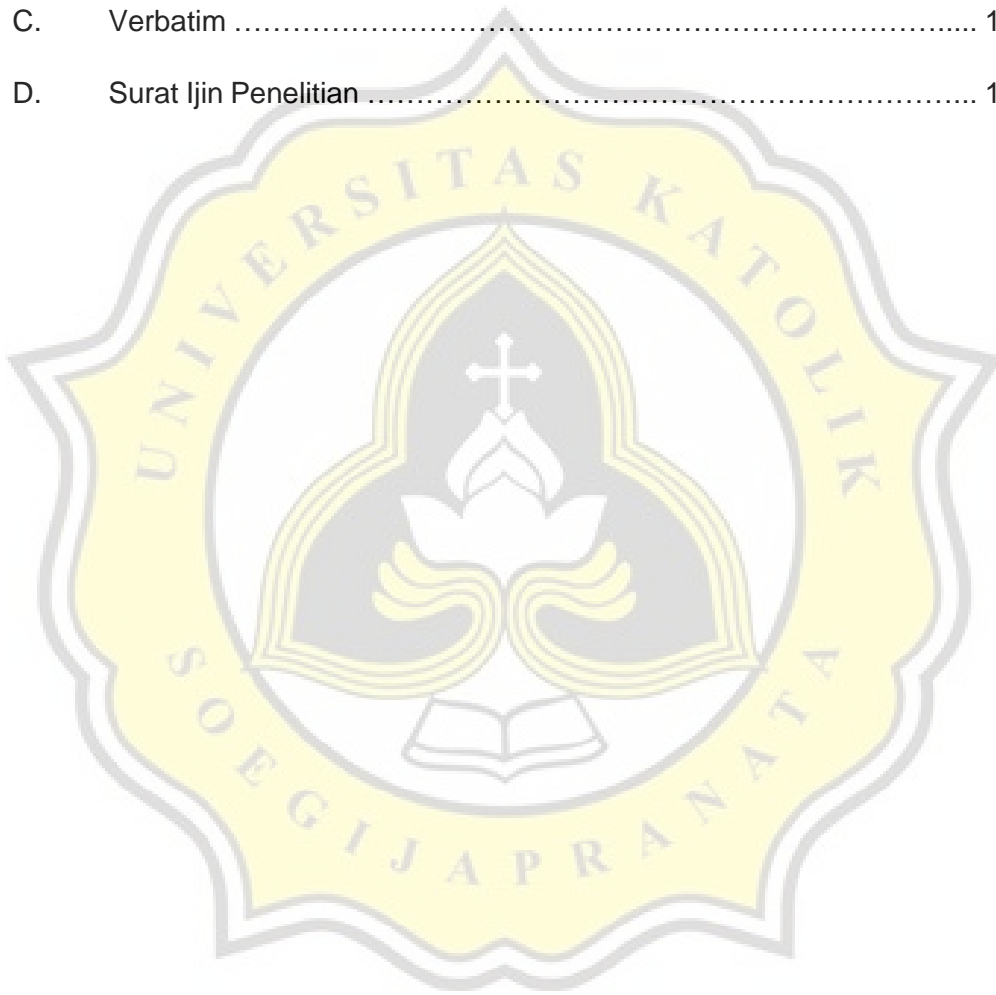 C. Verbatim ……………………………………………………………….... 1
D. Surat Ijin Penelitian ……………………………………………………... 1
UNIVERSITAS KATOLIK
SOEGIJAPRANATA